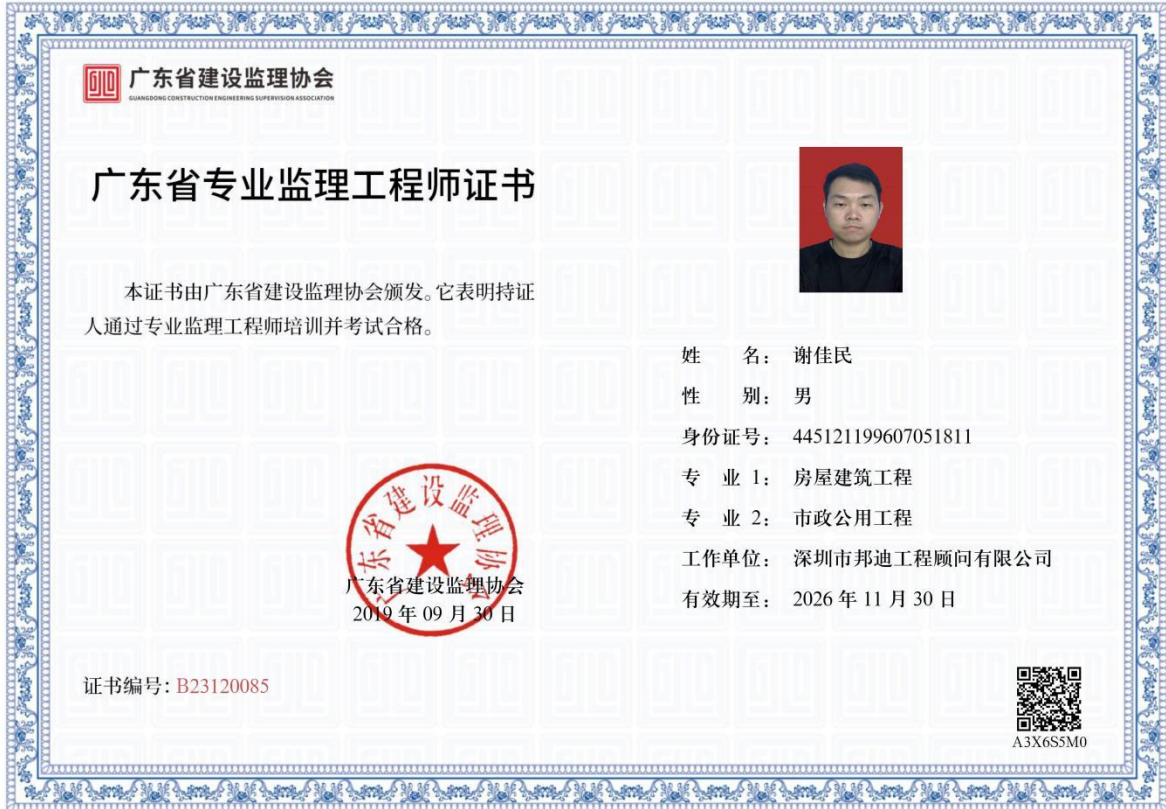 广东省建设监理协会
GUANGDONG CONSTRUCTION ENGINEERING SUPERVISION ASSOCIATION
广东省专业监理工程师证书
本证书由广东省建设监理协会颁发。它表明持证
人通过专业监理工程师培训并考试合格。
姓 名： 谢佳民
性 别： 男
身份证号： 445121199607051811
专 业 1： 房屋建筑工程
专 业 2： 市政公用工程
工作单位： 深圳市邦迪工程顾问有限公司
有效期至： 2026 年 11 月 30 日
广东省建设监理协会
广东省建设监理协会
2019 年 09 月 30 日
证书编号：B23120085
A3X6S5M0